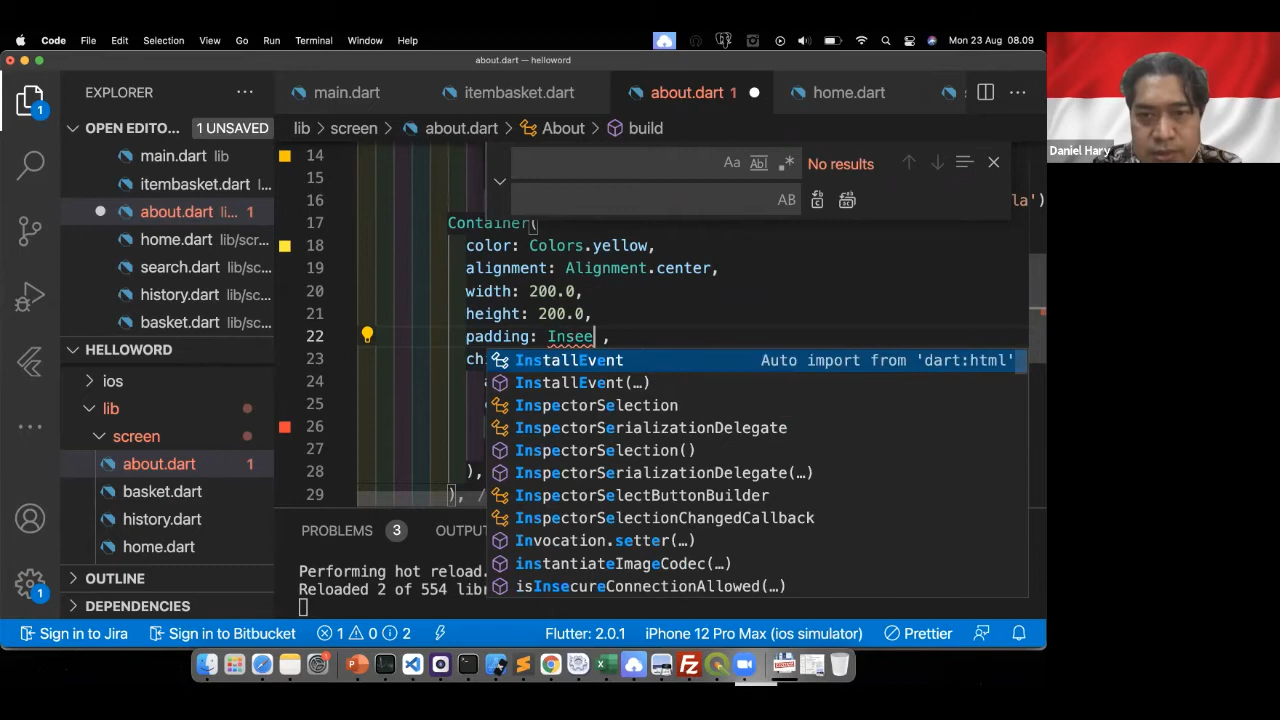 Code File Edit Selection View Go Run Terminal Window Help Mon 23 Aug 08.09
about.dart — helloword
EXPLORER
main.dart
itembasket.dart
about.dart 1
home.dart
OPEN EDITO... 1 UNSAVED
lib > screen > about.dart > About > build
main.dart lib
itembasket.dart l...
about.dart li... 1
home.dart lib/scr...
search.dart lib/sc...
history.dart lib/sc...
basket.dart lib/sc...
HELLOWORD
ios
lib
screen
about.dart 1
basket.dart
history.dart
home.dart
OUTLINE
DEPENDENCIES
Aa Ab| .* No results
AB
14
15
16 la')
17 Container(
18 color: Colors.yellow,
19 alignment: Alignment.center,
20 width: 200.0,
21 height: 200.0,
22 padding: Insee ,
23 chi
24
25
26
27
28 ),
29 ), /
InstallEvent Auto import from 'dart:html'
InstallEvent(…)
InspectorSelection
InspectorSerializationDelegate
InspectorSelection()
InspectorSerializationDelegate(…)
InspectorSelectButtonBuilder
InspectorSelectionChangedCallback
Invocation.setter(…)
instantiateImageCodec(…)
isInsecureConnectionAllowed(…)
PROBLEMS 3 OUTPU
Performing hot reload.
Reloaded 2 of 554 libr
1
1
Sign in to Jira Sign in to Bitbucket 1 0 2 Flutter: 2.0.1 iPhone 12 Pro Max (ios simulator) Prettier
Daniel Hary